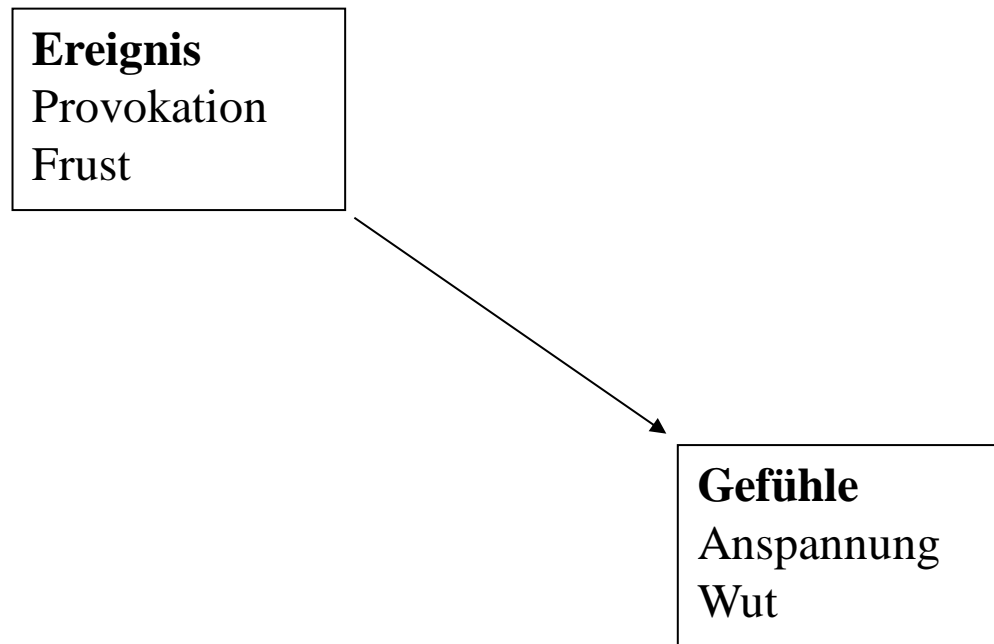 Ereignis
Provokation
Frust
Gefühle
Anspannung
Wut